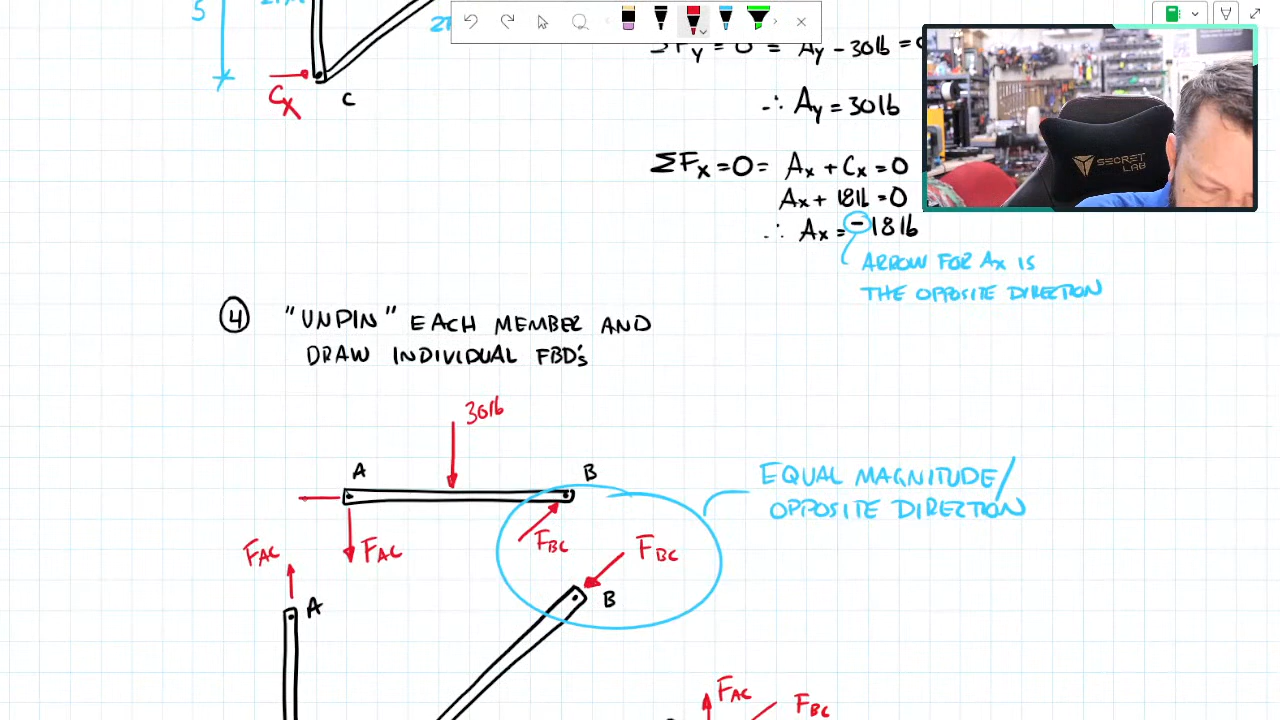 S
C
Cx
ΣFy = 0 = Ay - 30lb = 0
∴ Ay = 30lb
ΣFx = 0 = Ax + Cx = 0
Ax + 18lb = 0
∴ Ax = -18lb
ARROW FOR Ax IS
THE OPPOSITE DIRECTION
SECRET
LAB
4 "UNPIN" EACH MEMBER AND
DRAW INDIVIDUAL FBD's
30lb
A
B
EQUAL MAGNITUDE/
OPPOSITE DIRECTION
FAC
FAC
FBC
FBC
A
B
FAC
FBC